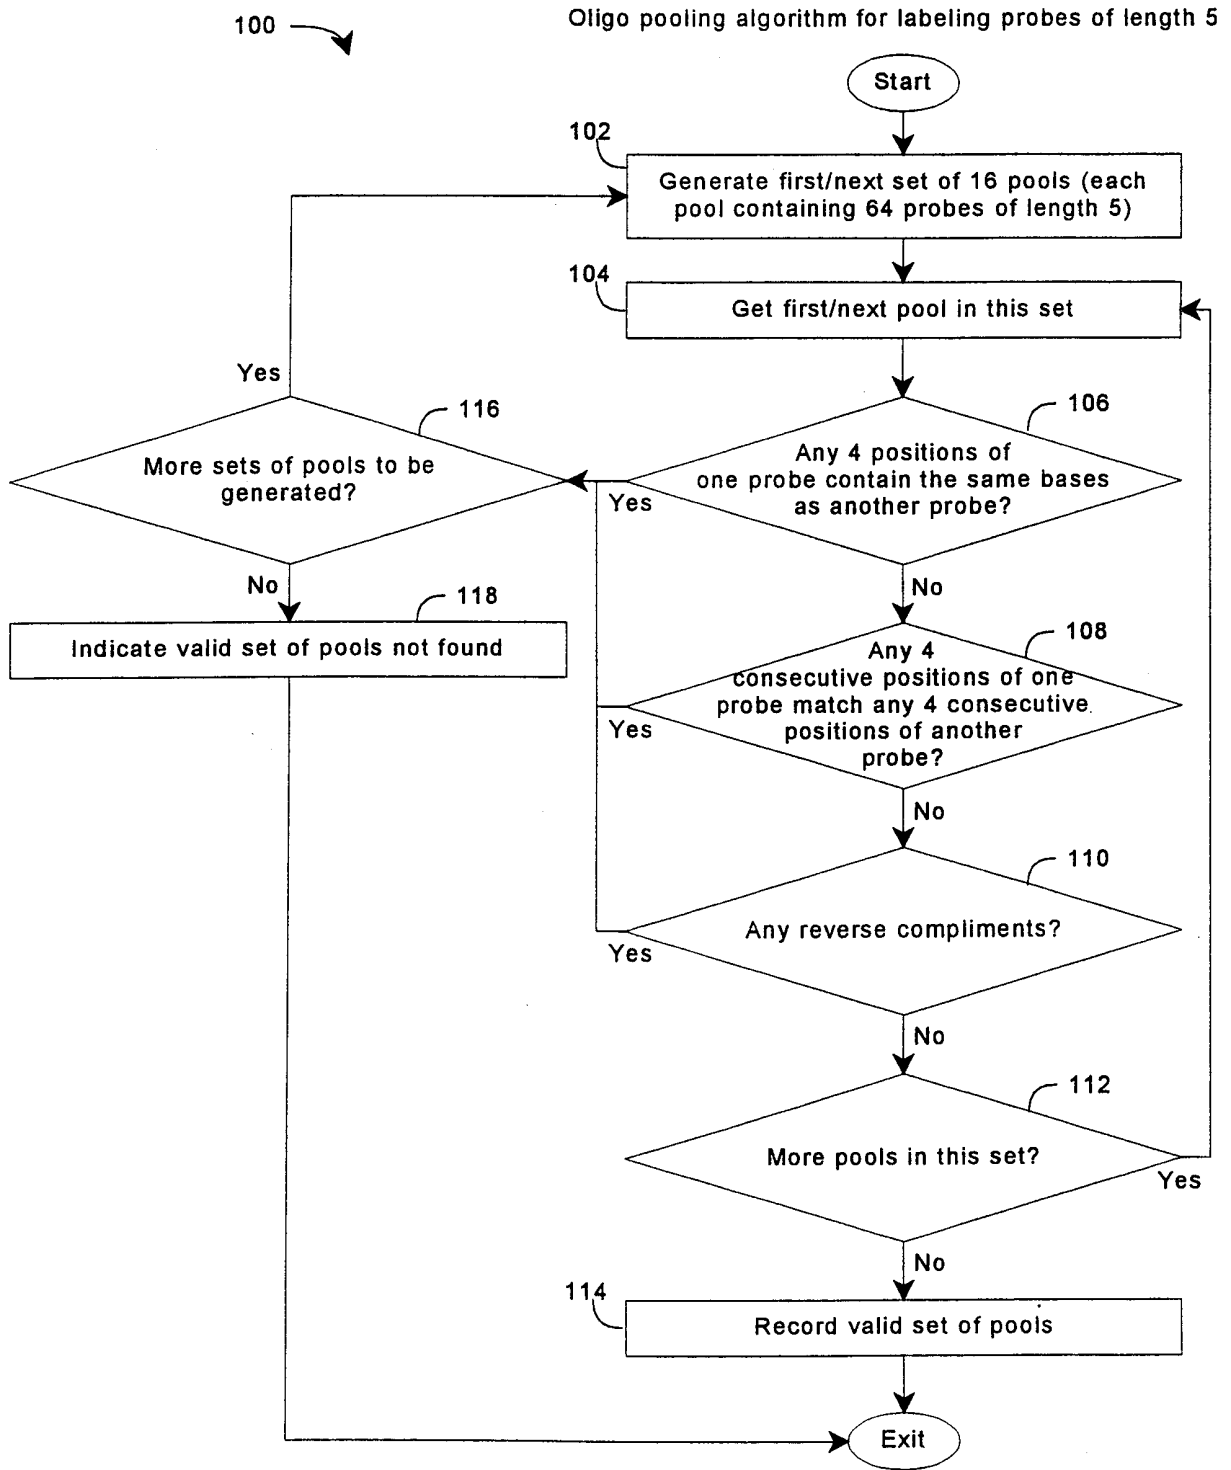 100
Oligo pooling algorithm for labeling probes of length 5
Start
102
Generate first/next set of 16 pools (each
pool containing 64 probes of length 5)
104
Get first/next pool in this set
Yes
116
More sets of pools to be
generated?
106
Any 4 positions of
one probe contain the same bases
as another probe?
Yes
No
No
118
Indicate valid set of pools not found
108
Any 4
consecutive positions of one
probe match any 4 consecutive
positions of another
probe?
Yes
No
110
Any reverse compliments?
Yes
No
112
More pools in this set?
Yes
No
114
Record valid set of pools
Exit